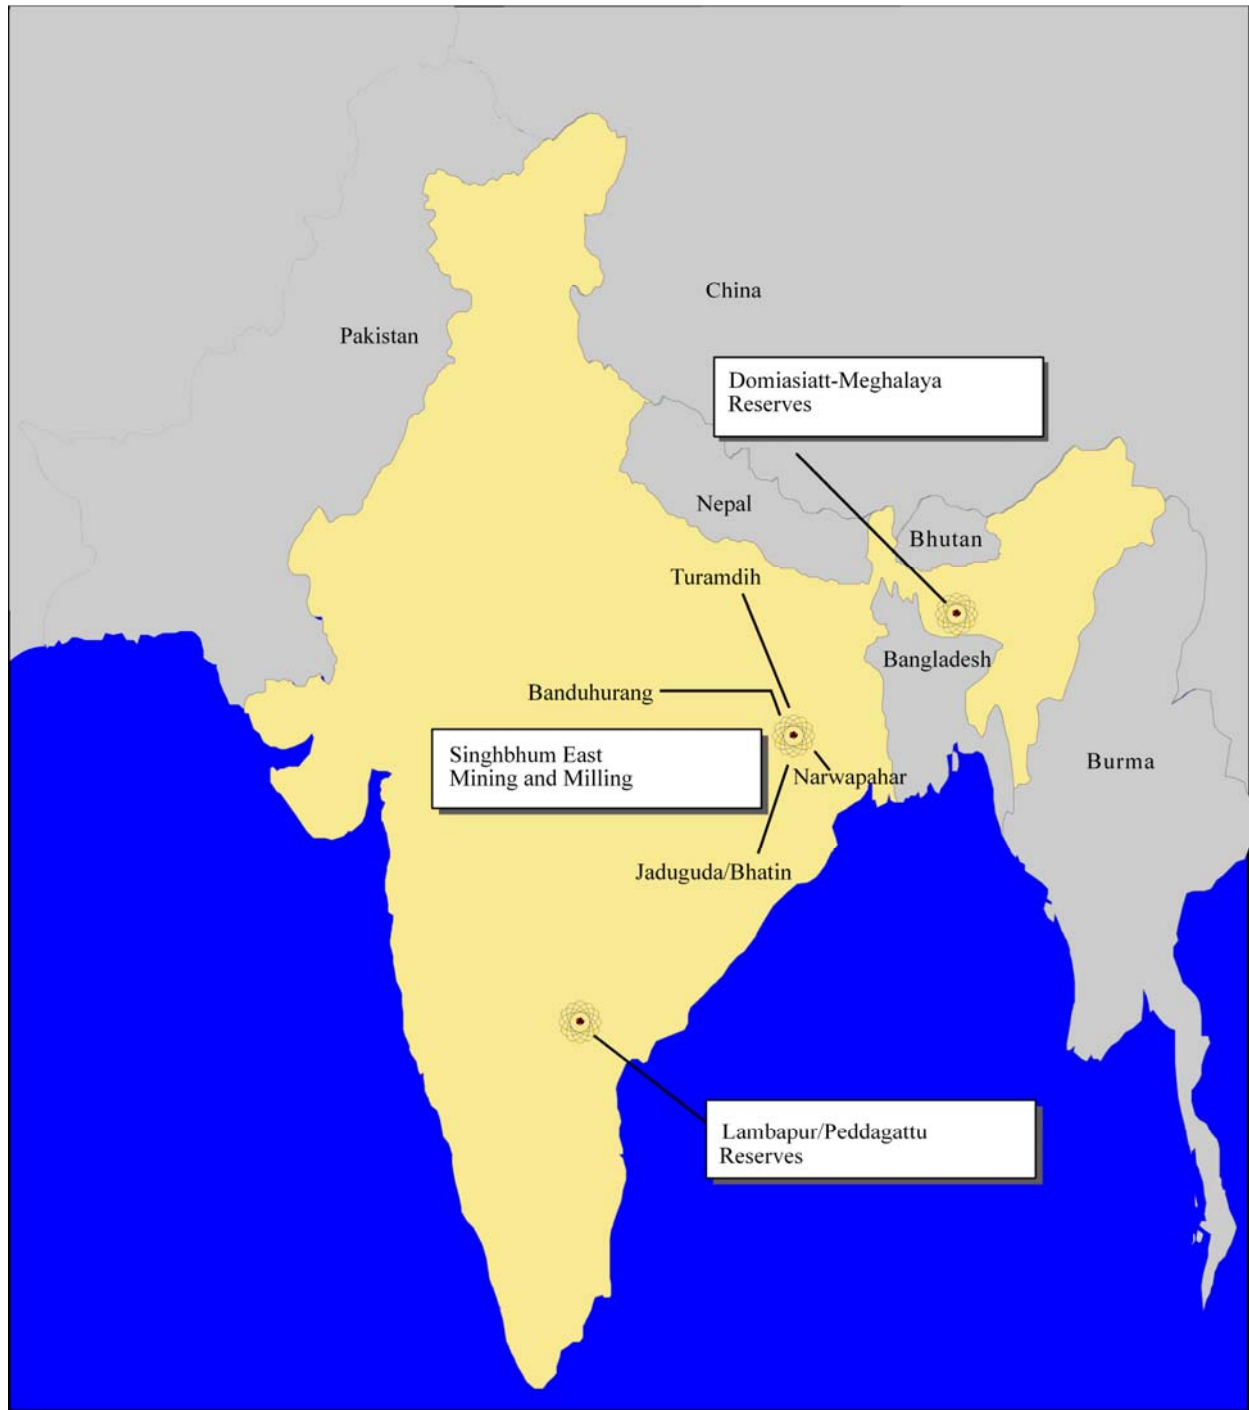 China
Pakistan
Domiasiatt-Meghalaya
Reserves
Nepal
Bhutan
Turamdih
Bangladesh
Banduhurang
Singhbhum East
Mining and Milling
Narwapahar
Burma
Jaduguda/Bhatin
Lambapur/Peddagattu
Reserves